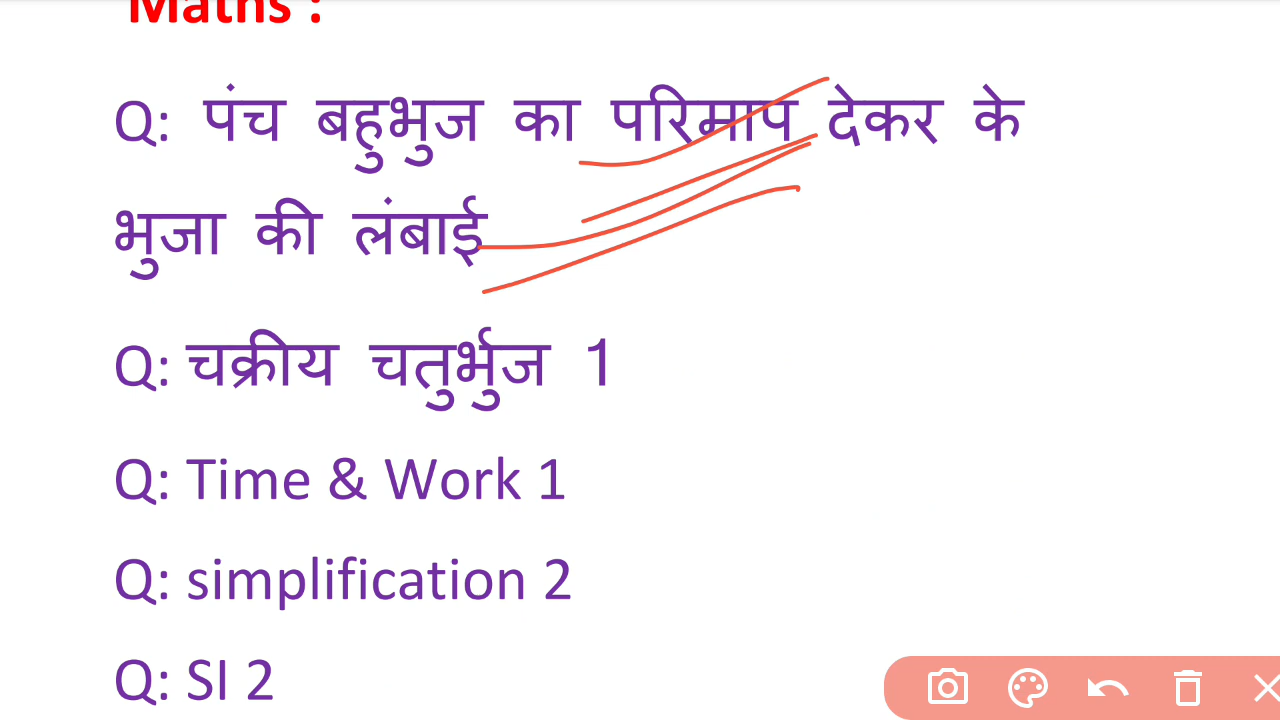 Maths :
Q: पंच बहुभुज का परिमाप देकर के
भुजा की लंबाई
Q: चक्रीय चतुर्भुज 1
Q: Time & Work 1
Q: simplification 2
Q: SI 2